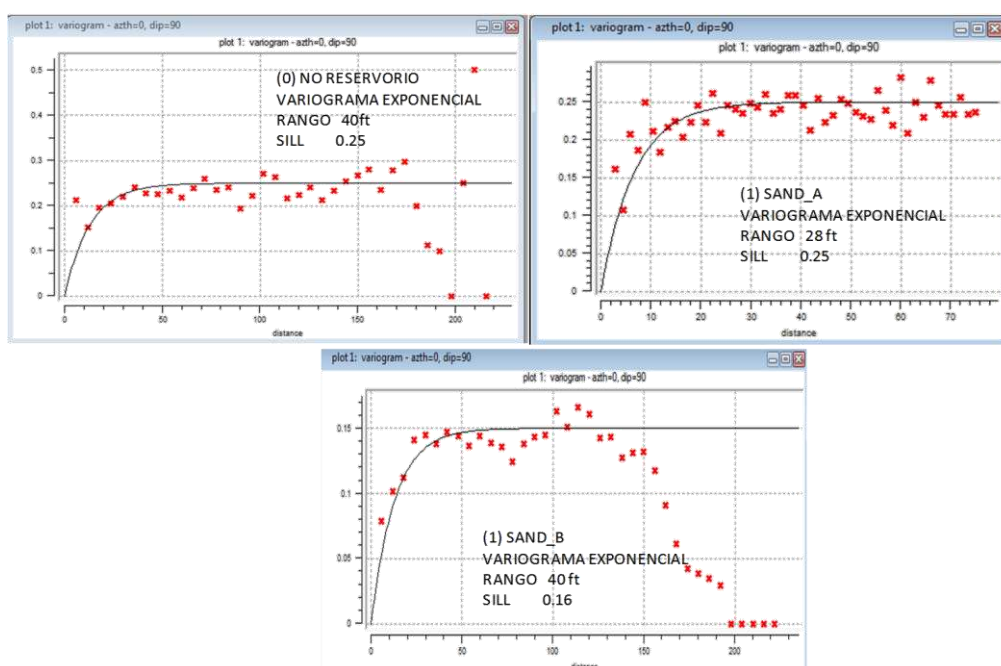 plot 1: variogram - azth=0, dip=90
plot 1: variogram - azth=0, dip=90
0.5
0.4
0.3
0.2
0.1
0
0
50
100
150
200
distance
(0) NO RESERVORIO
VARIOGRAMA EXPONENCIAL
RANGO 40ft
SILL 0.25
plot 1: variogram - azth=0, dip=90
plot 1: variogram - azth=0, dip=90
0.25
0.2
0.15
0.1
0.05
0
0
10
20
30
40
50
60
70
distance
(1) SAND_A
VARIOGRAMA EXPONENCIAL
RANGO 28 ft
SILL 0.25
plot 1: variogram - azth=0, dip=90
plot 1: variogram - azth=0, dip=90
0.15
0.1
0.05
0
0
50
100
150
200
distance
(1) SAND_B
VARIOGRAMA EXPONENCIAL
RANGO 40 ft
SILL 0.16